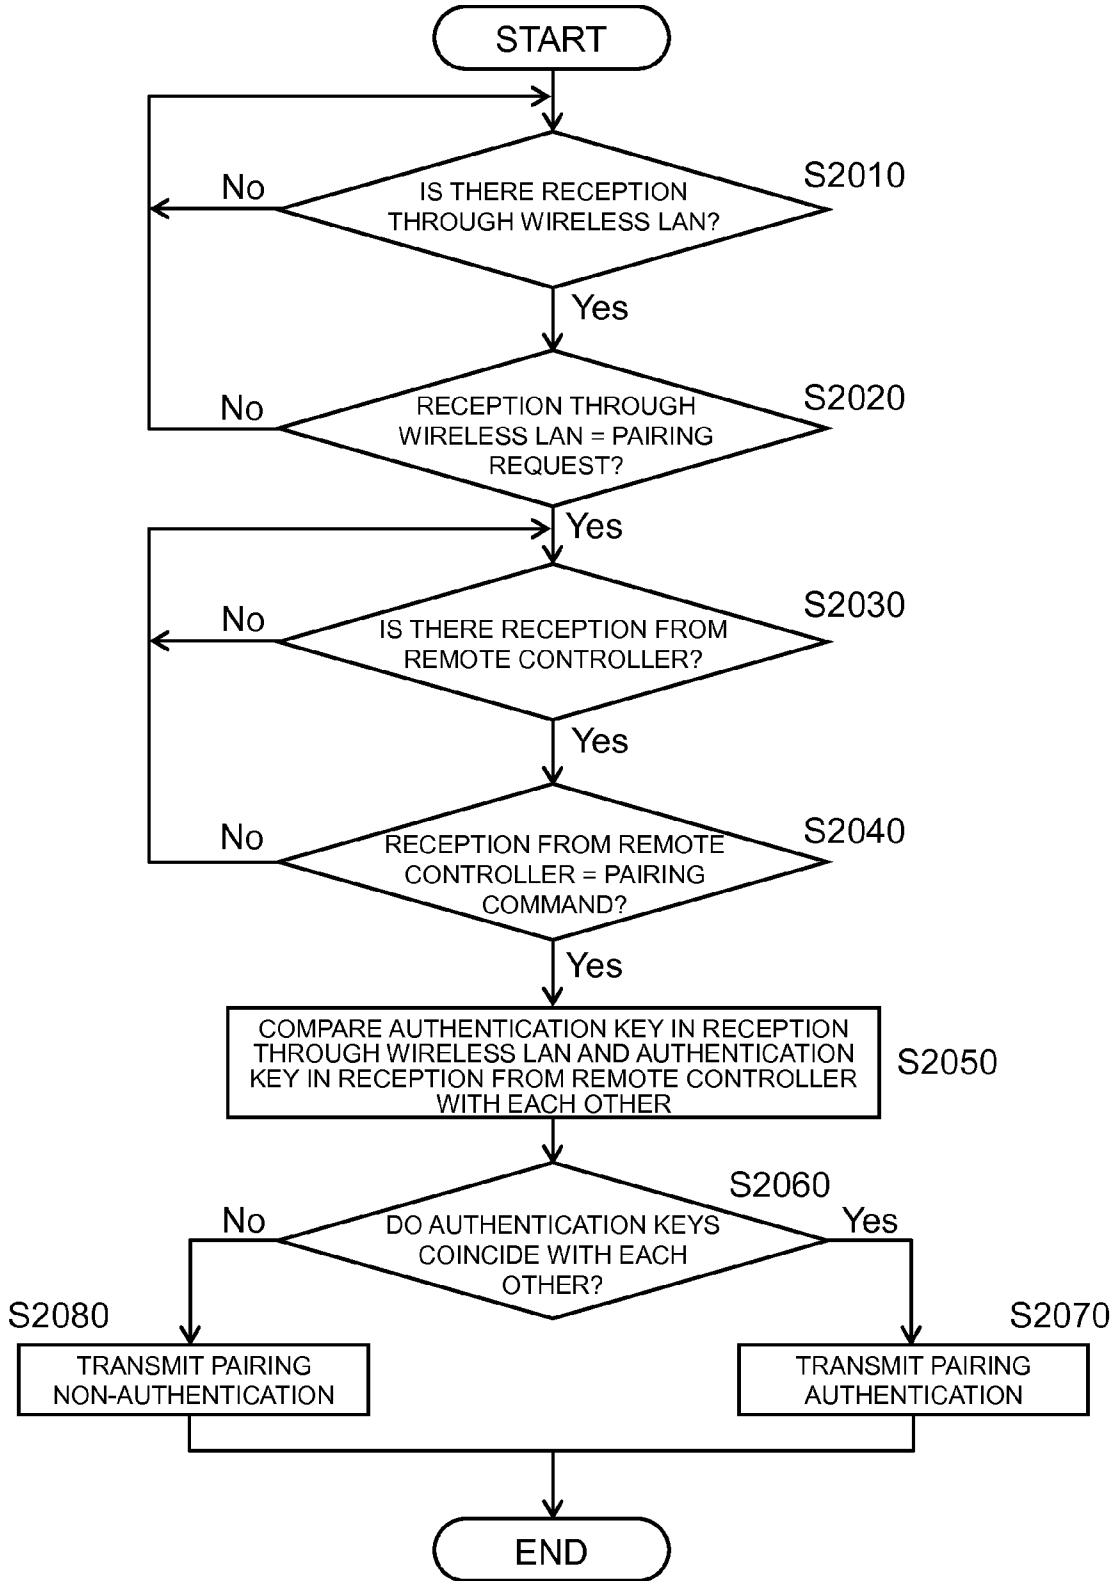 START
No
IS THERE RECEPTION
THROUGH WIRELESS LAN?
S2010
Yes
No
RECEPTION THROUGH
WIRELESS LAN = PAIRING
REQUEST?
S2020
Yes
No
IS THERE RECEPTION FROM
REMOTE CONTROLLER?
S2030
Yes
No
RECEPTION FROM REMOTE
CONTROLLER = PAIRING
COMMAND?
S2040
Yes
COMPARE AUTHENTICATION KEY IN RECEPTION
THROUGH WIRELESS LAN AND AUTHENTICATION
KEY IN RECEPTION FROM REMOTE CONTROLLER
WITH EACH OTHER
S2050
S2060
No
DO AUTHENTICATION KEYS
COINCIDE WITH EACH
OTHER?
Yes
S2080
TRANSMIT PAIRING
NON-AUTHENTICATION
S2070
TRANSMIT PAIRING
AUTHENTICATION
END